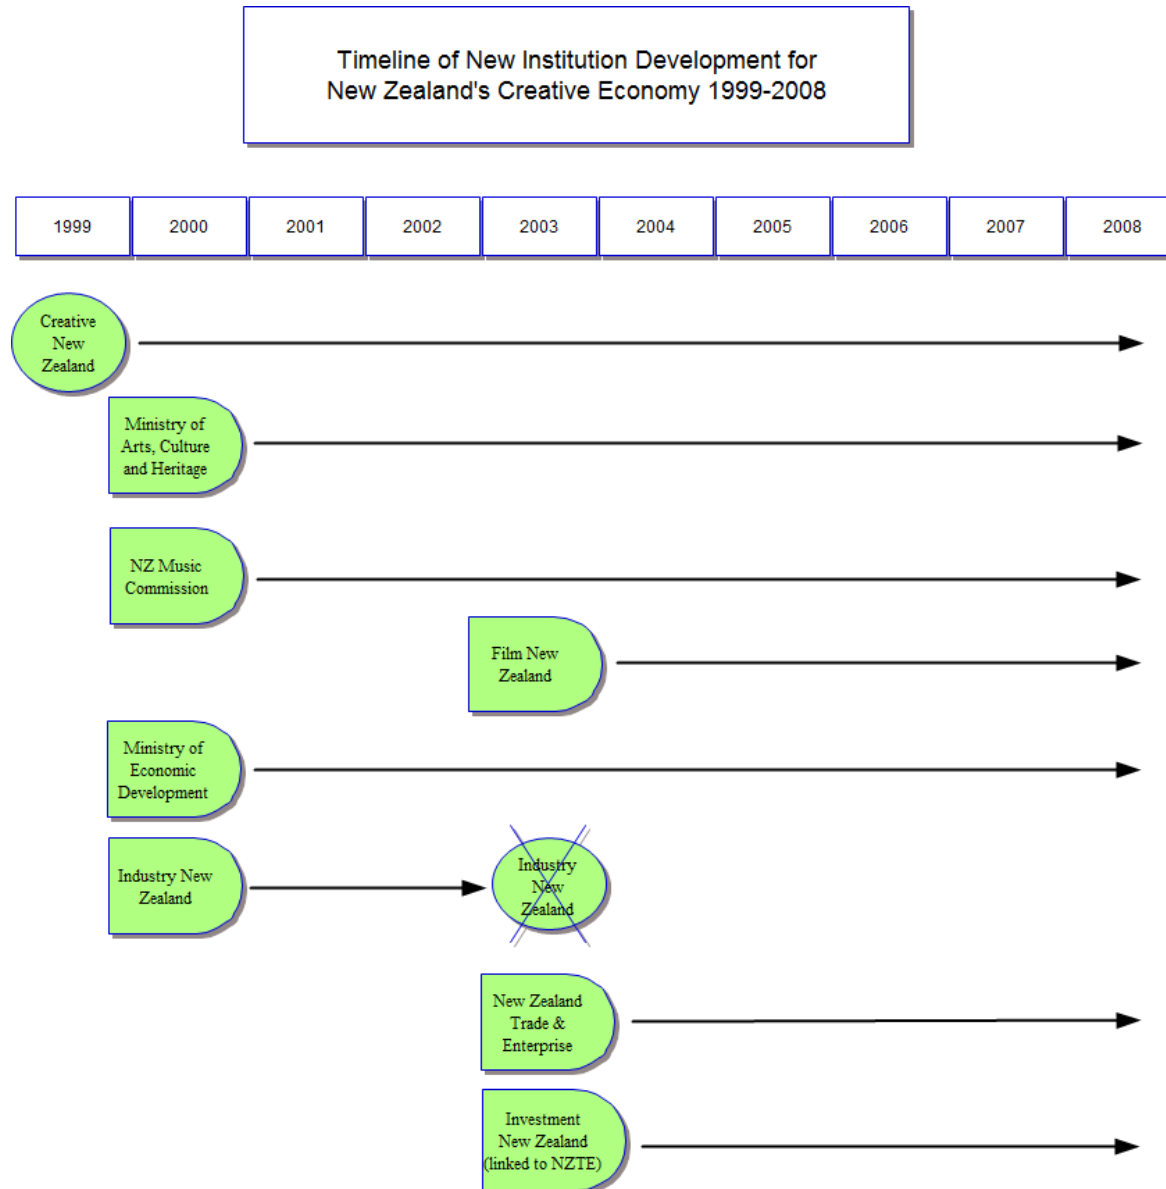 Timeline of New Institution Development for
New Zealand's Creative Economy 1999-2008
1999 2000 2001 2002 2003 2004 2005 2006 2007 2008
Creative
New
Zealand
Ministry of
Arts, Culture
and Heritage
NZ Music
Commission
Film New
Zealand
Ministry of
Economic
Development
Industry New
Zealand
Industry
New
Zealand
New Zealand
Trade &
Enterprise
Investment
New Zealand
(linked to NZTE)